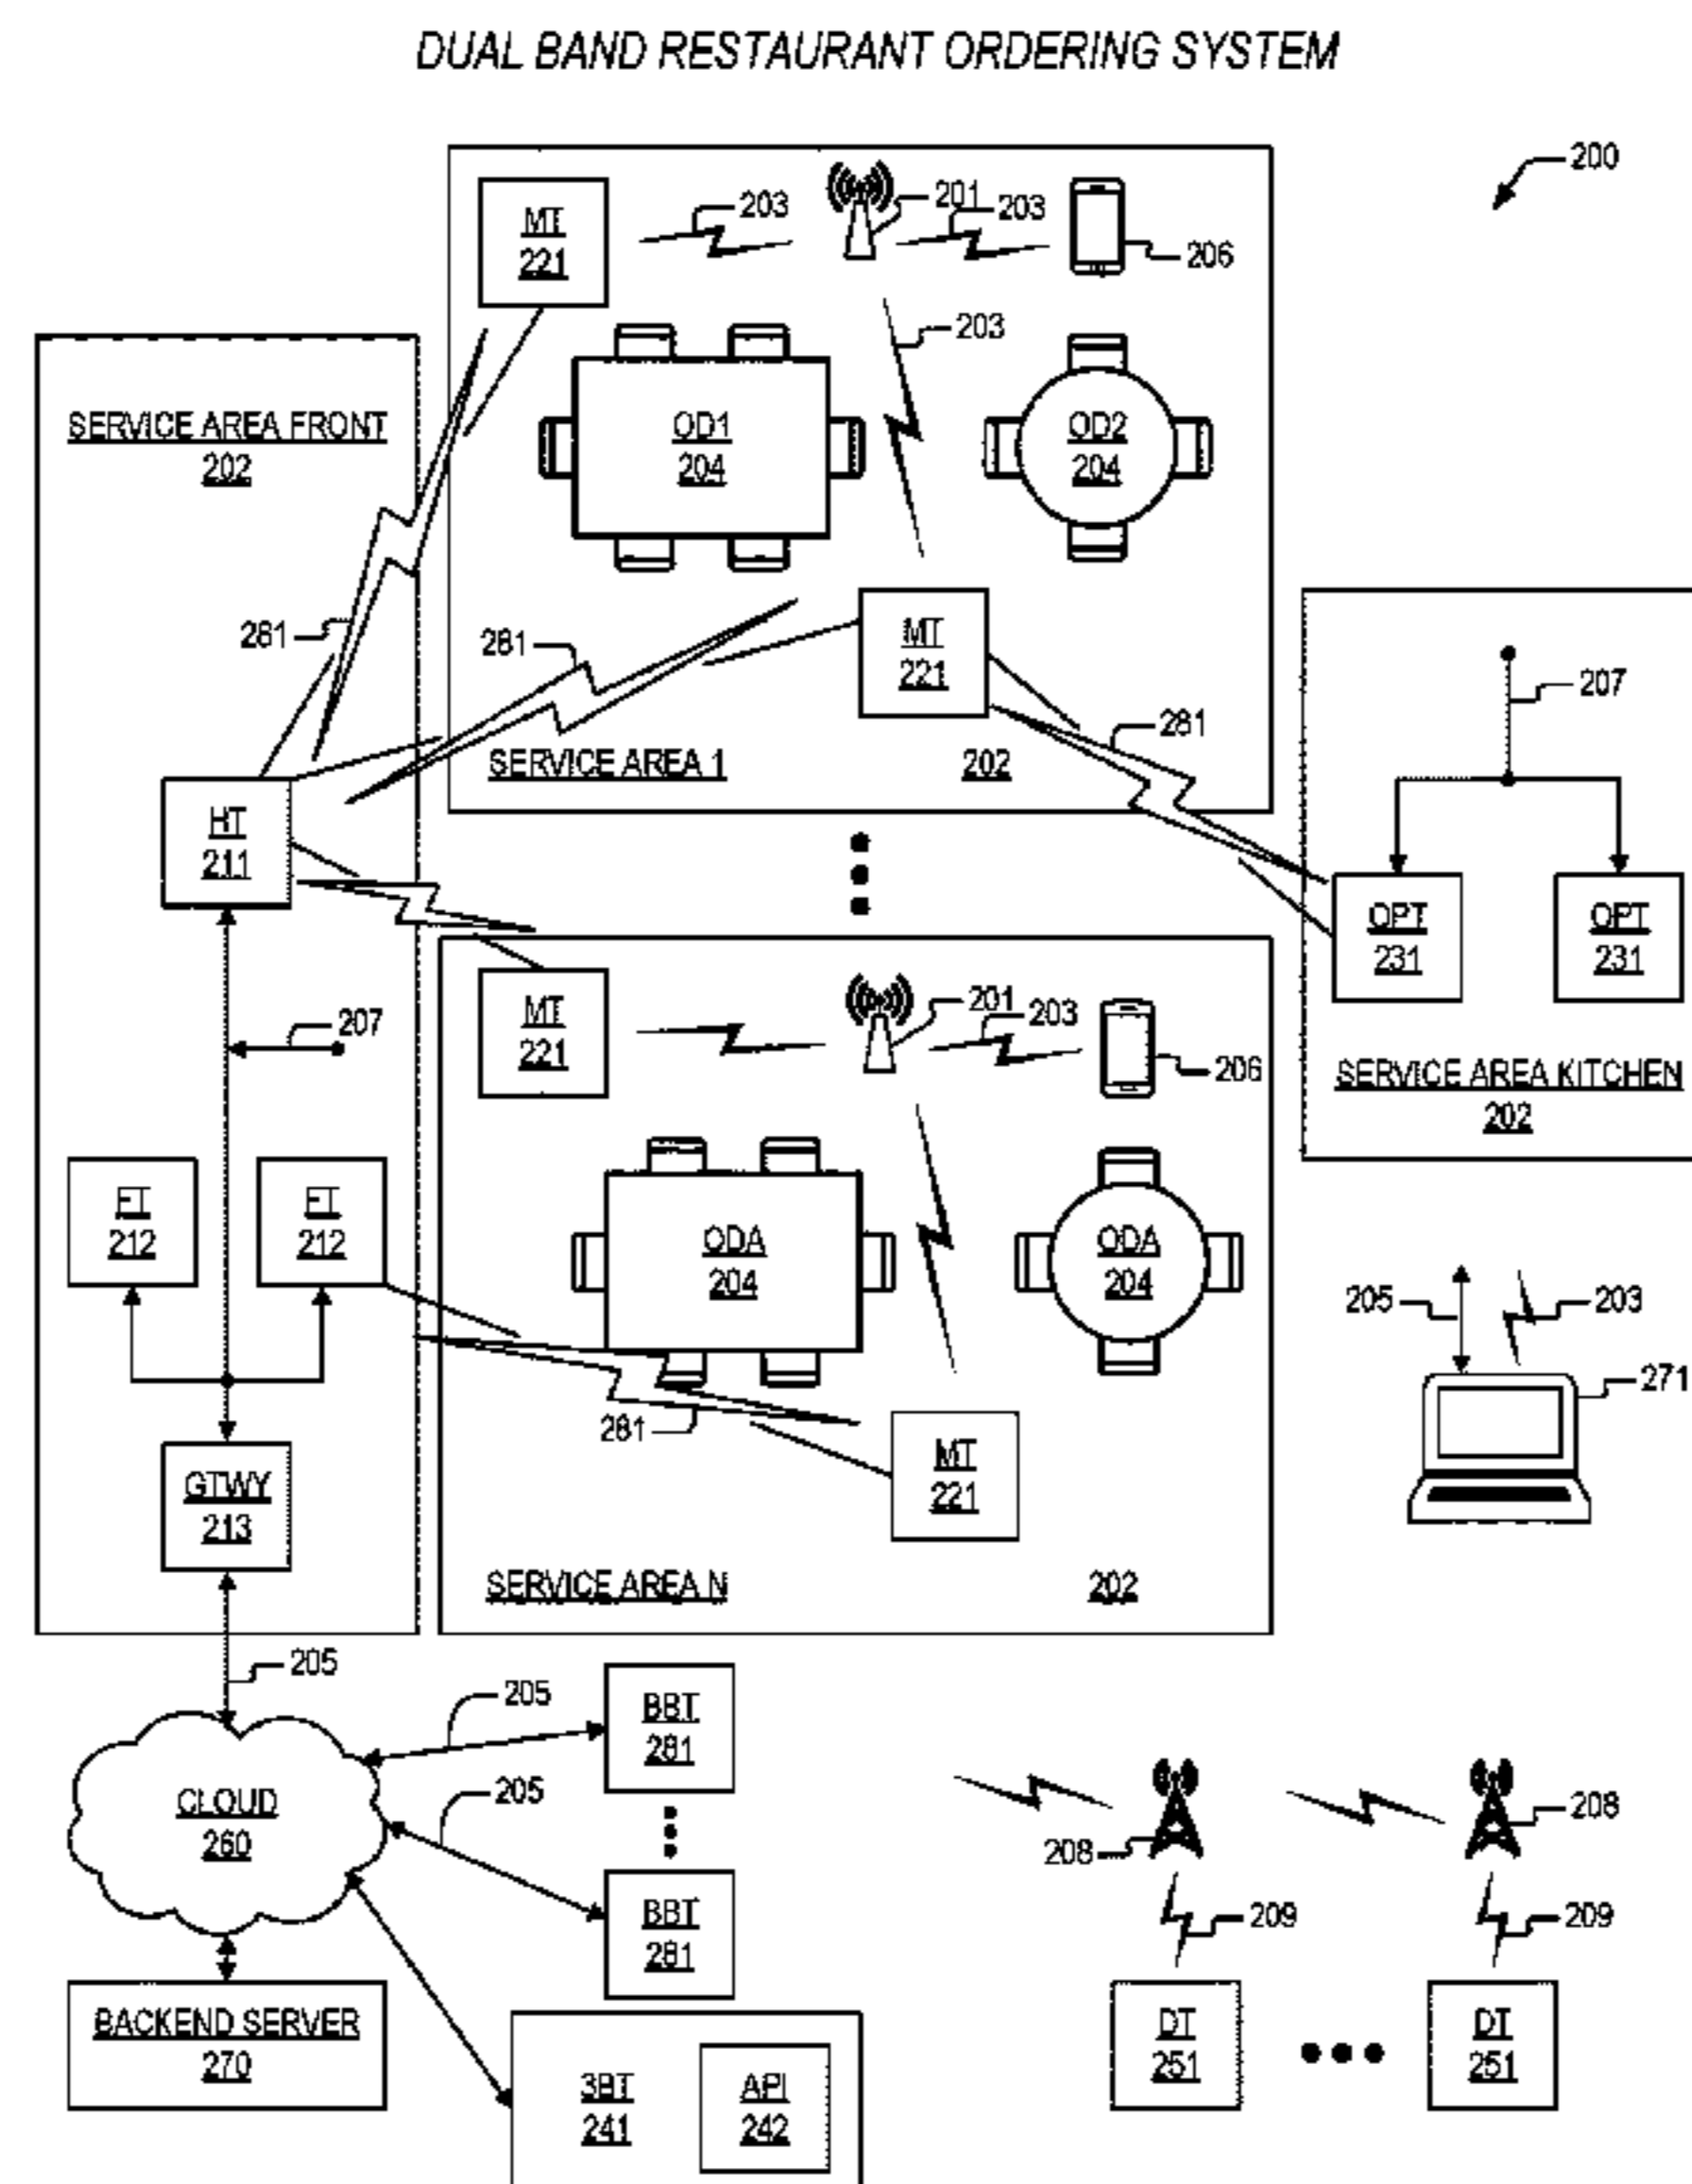 DUAL BAND RESTAURANT ORDERING SYSTEM
200
MT
221
203
201
203
206
203
SERVICE AREA FRONT
202
OD1
204
OD2
204
281
281
MT
221
281
SERVICE AREA 1
202
207
HT
211
OPT
231
OPT
231
SERVICE AREA KITCHEN
202
207
MT
221
201
203
206
FT
212
FT
212
ODA
204
ODA
204
281
MT
221
205
203
271
GTWY
213
SERVICE AREA N
202
205
205
205
BBT
281
BBT
281
CLOUD
260
208
208
209
209
BACKEND SERVER
270
3BT
241
API
242
DT
251
DT
251